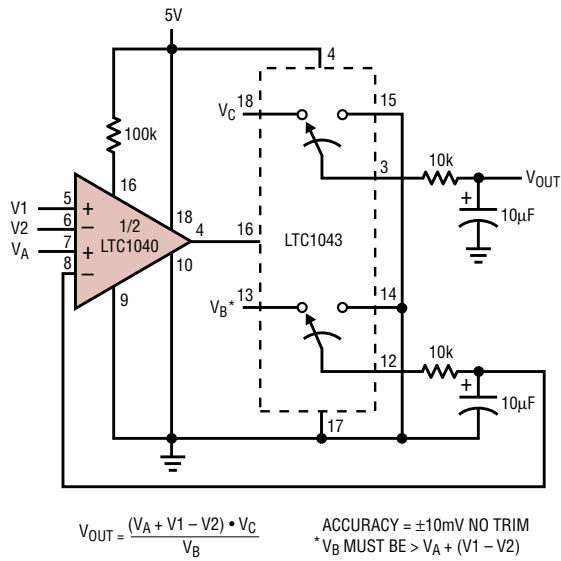 5V
4
18
V_C
15
100k
3
10k
V_OUT
16
+
10µF
V1
5
+
V2
6
−
1/2
18
V_A
7
+
LTC1040
4
16
LTC1043
8
−
10
9
V_B* 13
14
12
10k
+
10µF
17
V_OUT = (V_A + V1 – V2) • V_C
V_B
ACCURACY = ±10mV NO TRIM
*V_B MUST BE > V_A + (V1 – V2)